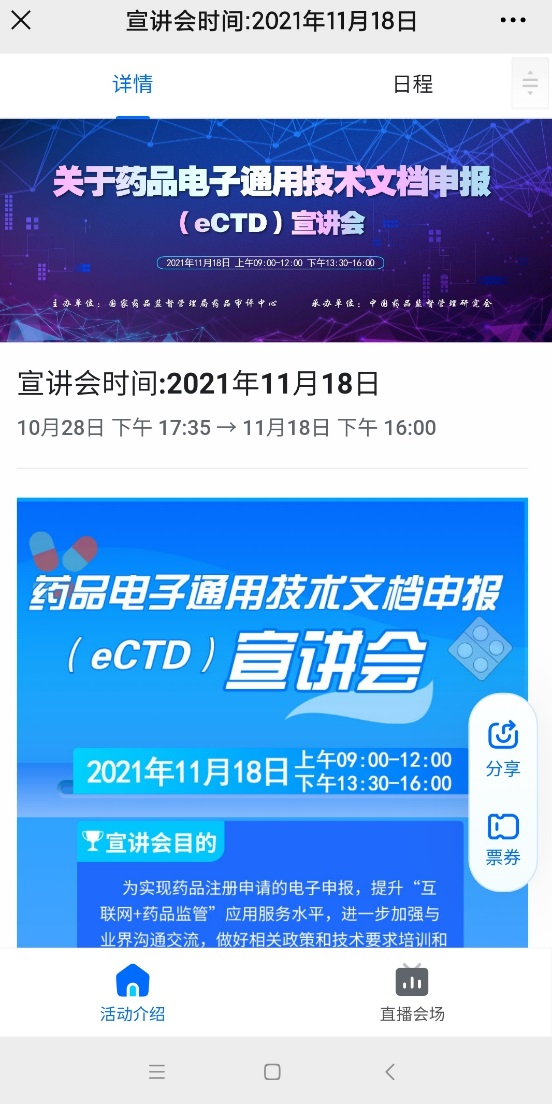 宣讲会时间:2021年11月18日
详情
日程
关于药品电子通用技术文档申报
（eCTD）宣讲会
2021年11月18日 上午09:00-12:00 下午13:30-16:00
主办单位：国家药品监督管理局药品审评中心 承办单位：中国药品监督管理研究会
宣讲会时间:2021年11月18日
10月28日 下午 17:35 → 11月18日 下午 16:00
药品电子通用技术文档申报
（eCTD）宣讲会
2021年11月18日 上午09:00-12:00
下午13:30-16:00
分享
票券
宣讲会目的
为实现药品注册申请的电子申报，提升“互
联网+药品监管”应用服务水平，进一步加强与
业界沟通交流，做好相关政策和技术要求培训和
活动介绍
直播会场